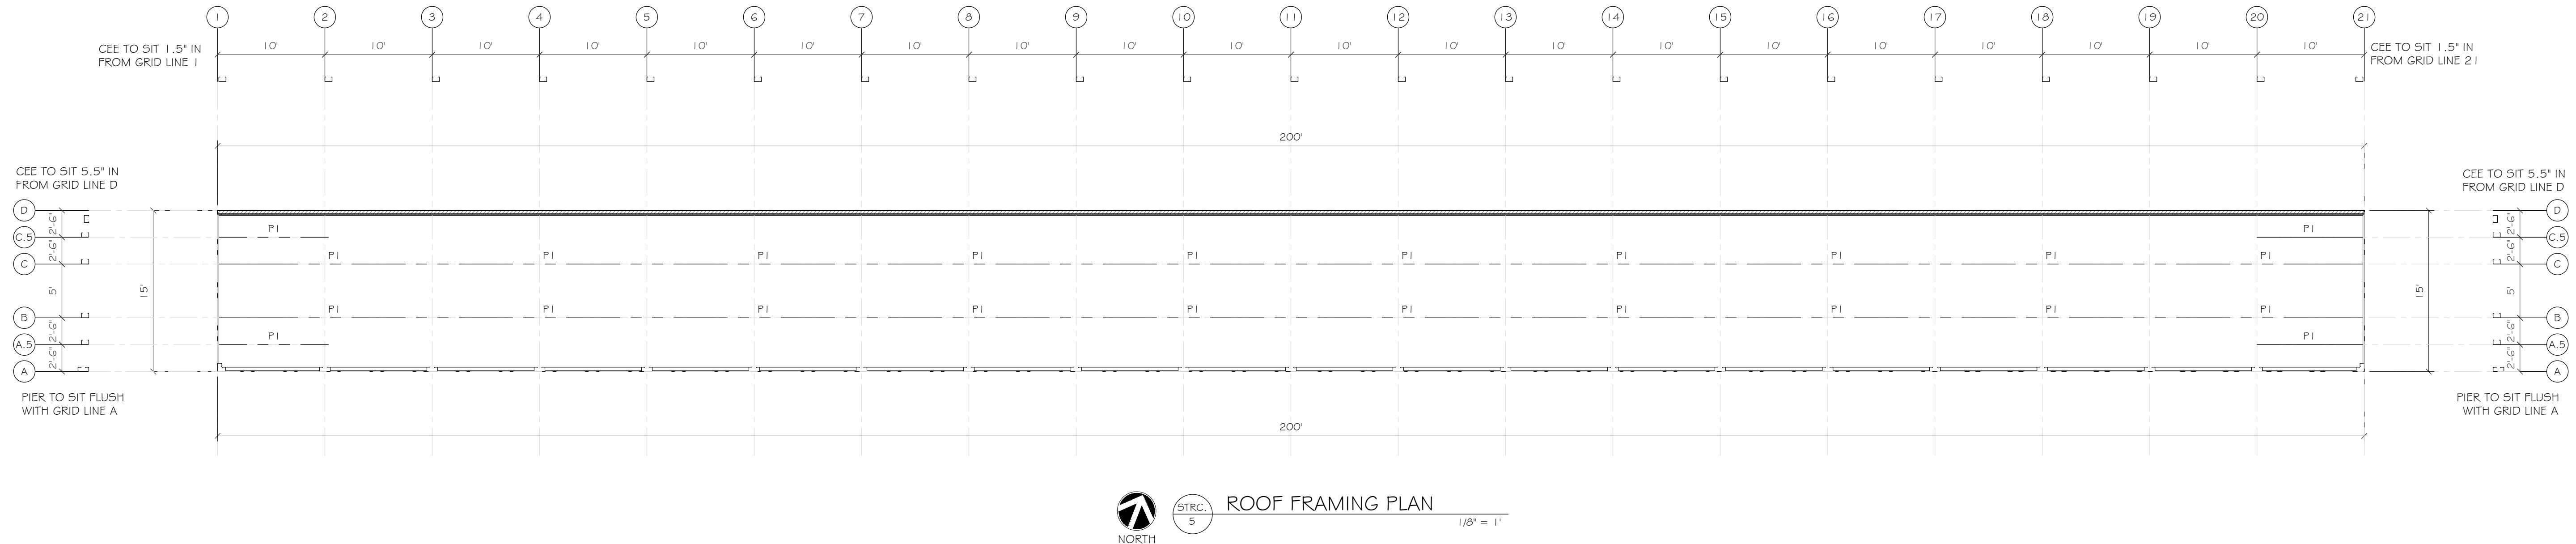 1 2 3 4 5 6 7 8 9 10 11 12 13 14 15 16 17 18 19 20 21
10' 10' 10' 10' 10' 10' 10' 10' 10' 10' 10' 10' 10' 10' 10' 10' 10' 10' 10' 10'
CEE TO SIT 1.5" IN
FROM GRID LINE 1
CEE TO SIT 1.5" IN
FROM GRID LINE 21
200'
CEE TO SIT 5.5" IN
FROM GRID LINE D
CEE TO SIT 5.5" IN
FROM GRID LINE D
D
2'-6"
C.5
2'-6"
C
5'
B
2'-6"
A.5
2'-6"
A
15'
P1 P1
P1 P1 P1 P1 P1 P1 P1 P1 P1 P1
P1 P1 P1 P1 P1 P1 P1 P1 P1 P1
P1 P1
15'
D
2'-6"
C.5
2'-6"
C
5'
B
2'-6"
A.5
2'-6"
A
PIER TO SIT FLUSH
WITH GRID LINE A
PIER TO SIT FLUSH
WITH GRID LINE A
200'
NORTH
STRC.
5
ROOF FRAMING PLAN
1/8" = 1'